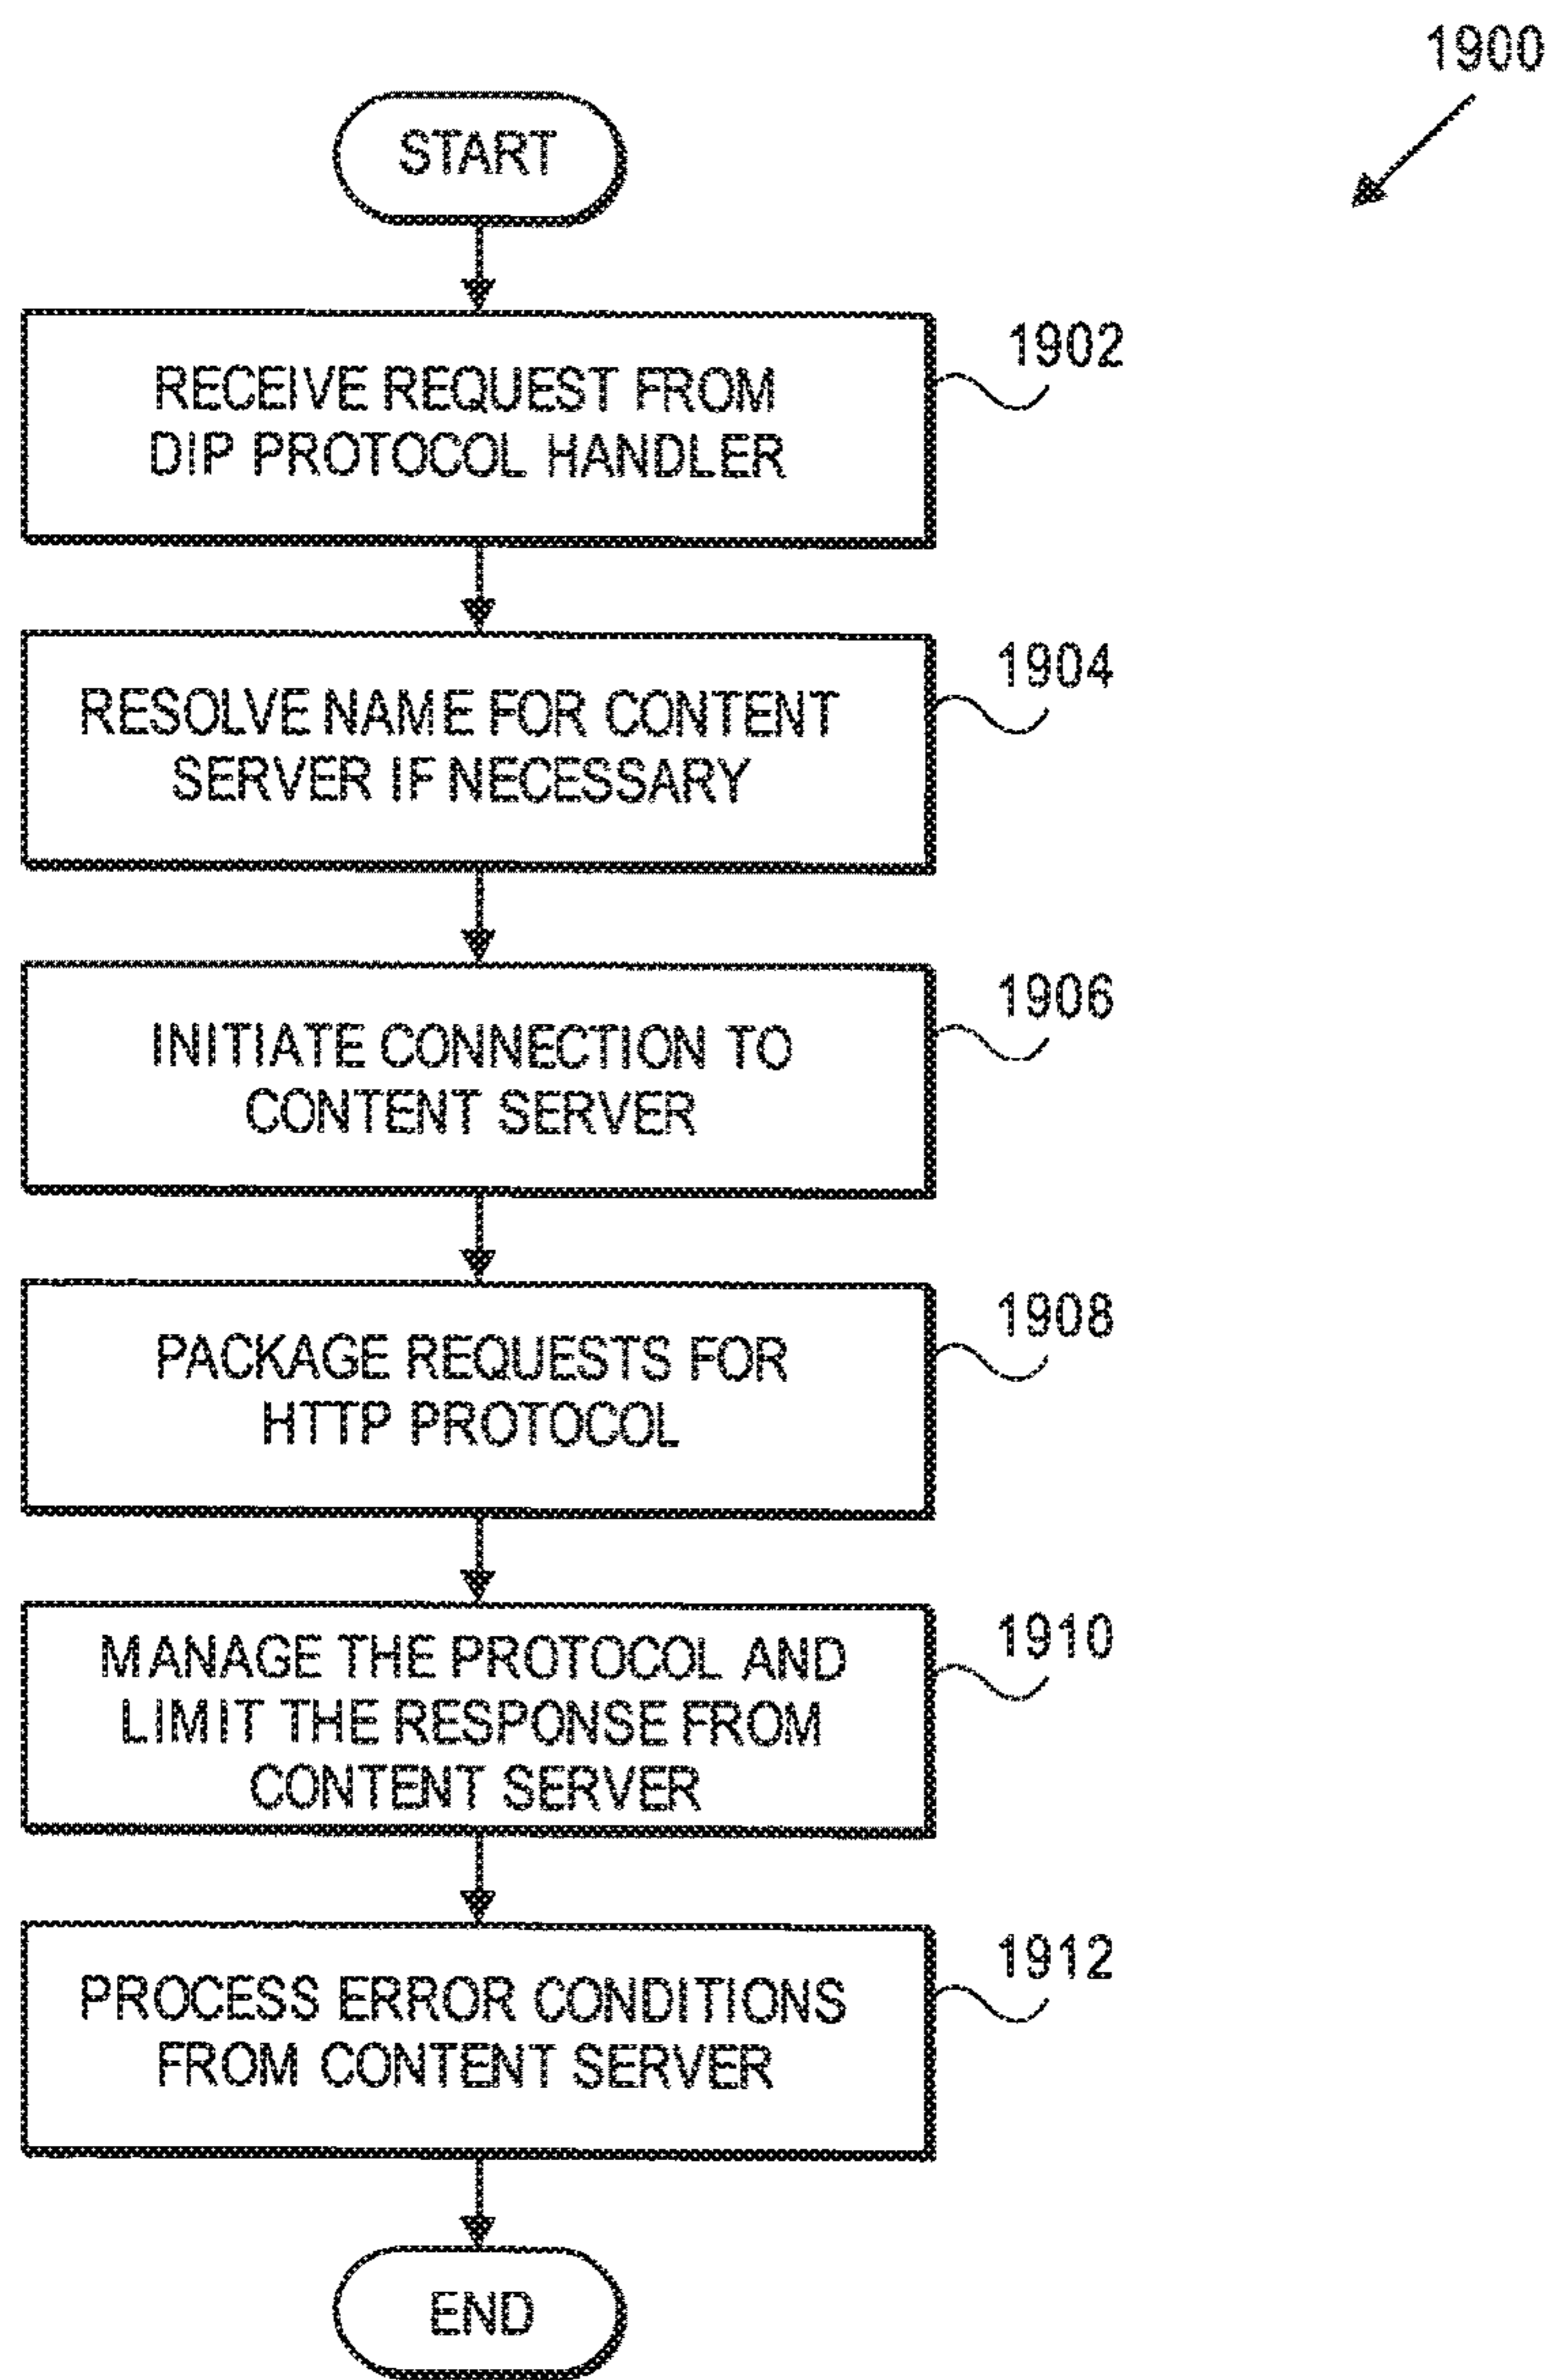 1900
START
RECEIVE REQUEST FROM
DIP PROTOCOL HANDLER
1902
RESOLVE NAME FOR CONTENT
SERVER IF NECESSARY
1904
INITIATE CONNECTION TO
CONTENT SERVER
1906
PACKAGE REQUESTS FOR
HTTP PROTOCOL
1908
MANAGE THE PROTOCOL AND
LIMIT THE RESPONSE FROM
CONTENT SERVER
1910
PROCESS ERROR CONDITIONS
FROM CONTENT SERVER
1912
END